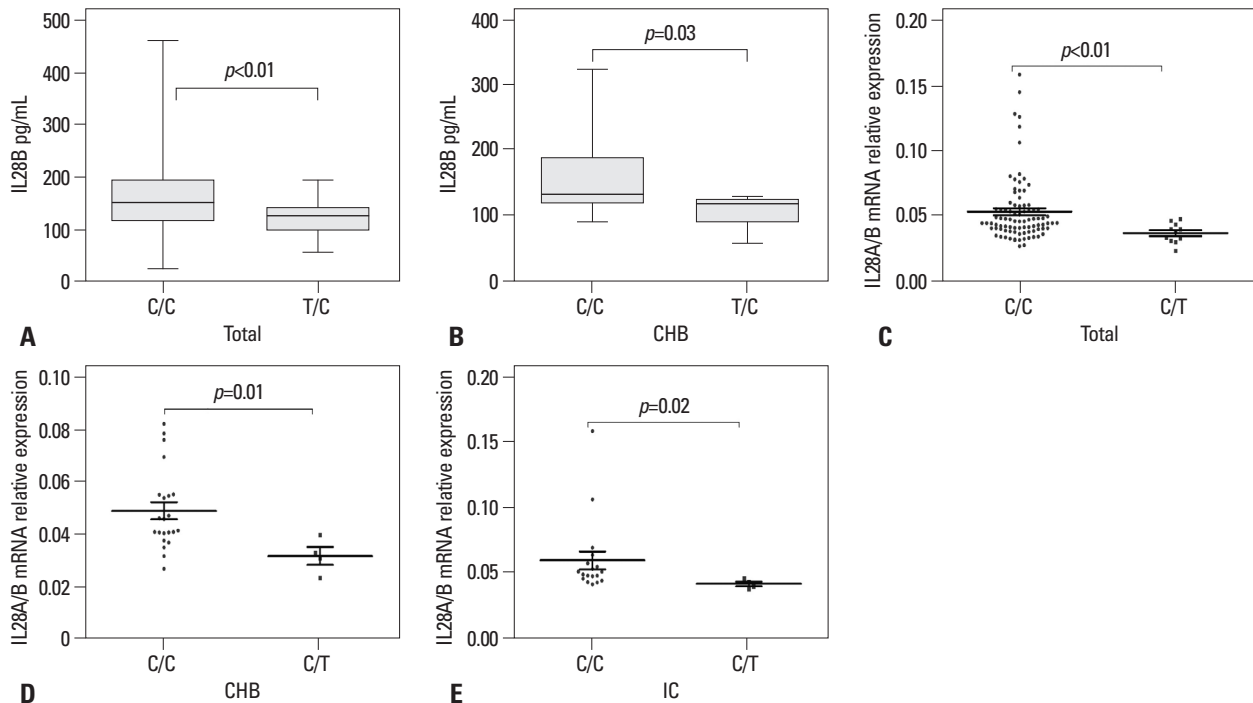 500
400
300
200
100
0
IL28B pg/mL
p<0.01
C/C
T/C
Total
A
400
300
200
100
0
IL28B pg/mL
p=0.03
C/C
T/C
CHB
B
0.20
0.15
0.10
0.05
0.00
IL28A/B mRNA relative expression
p<0.01
C/C
C/T
Total
C
0.10
0.08
0.06
0.04
0.02
0
IL28A/B mRNA relative expression
p=0.01
C/C
C/T
CHB
D
0.20
0.15
0.10
0.05
0.00
IL28A/B mRNA relative expression
p=0.02
C/C
C/T
IC
E